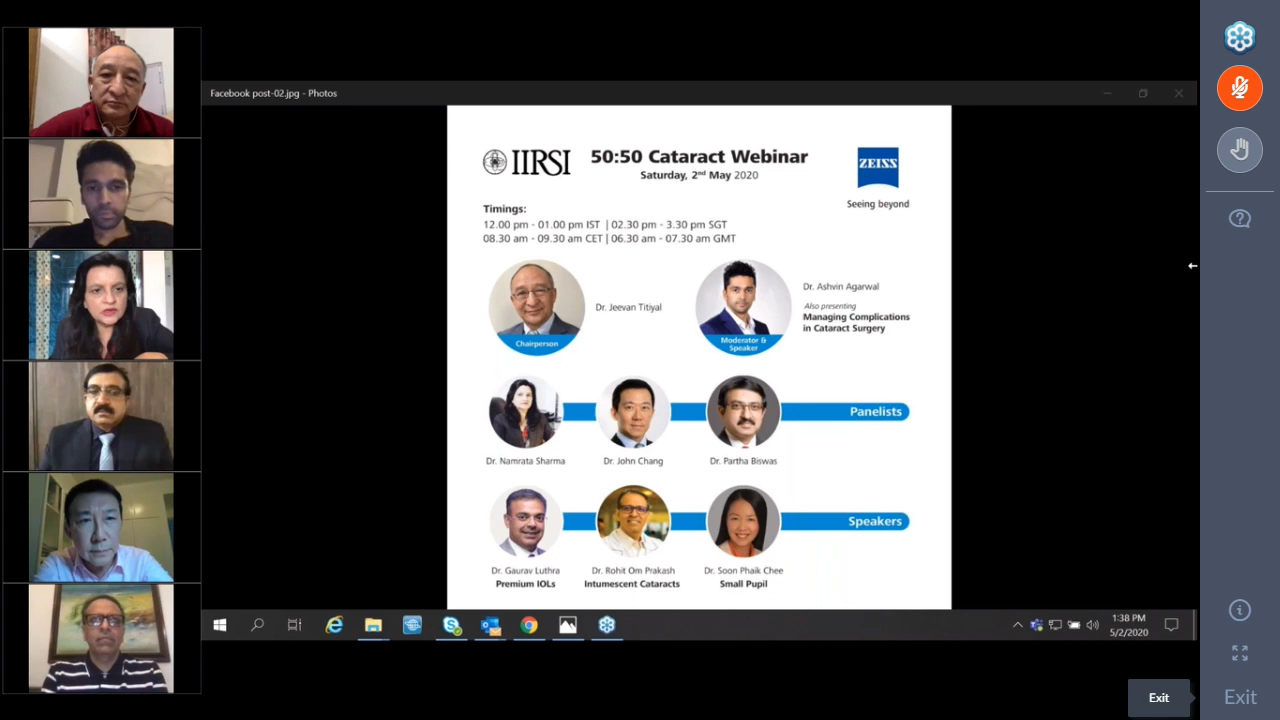 Facebook post-02.jpg - Photos
IIRSI
50:50 Cataract Webinar
Saturday, 2nd May 2020
ZEISS
Seeing beyond
Timings:
12.00 pm - 01.00 pm IST | 02.30 pm - 3.30 pm SGT
08.30 am - 09.30 am CET | 06.30 am - 07.30 am GMT
Chairperson
Dr. Jeevan Titiyal
Moderator &
Speaker
Dr. Ashvin Agarwal
Also presenting
Managing Complications
in Cataract Surgery
Panelists
Dr. Namrata Sharma
Dr. John Chang
Dr. Partha Biswas
Speakers
Dr. Gaurav Luthra
Premium IOLs
Dr. Rohit Om Prakash
Intumescent Cataracts
Dr. Soon Phaik Chee
Small Pupil
1:38 PM
5/2/2020
Exit
Exit